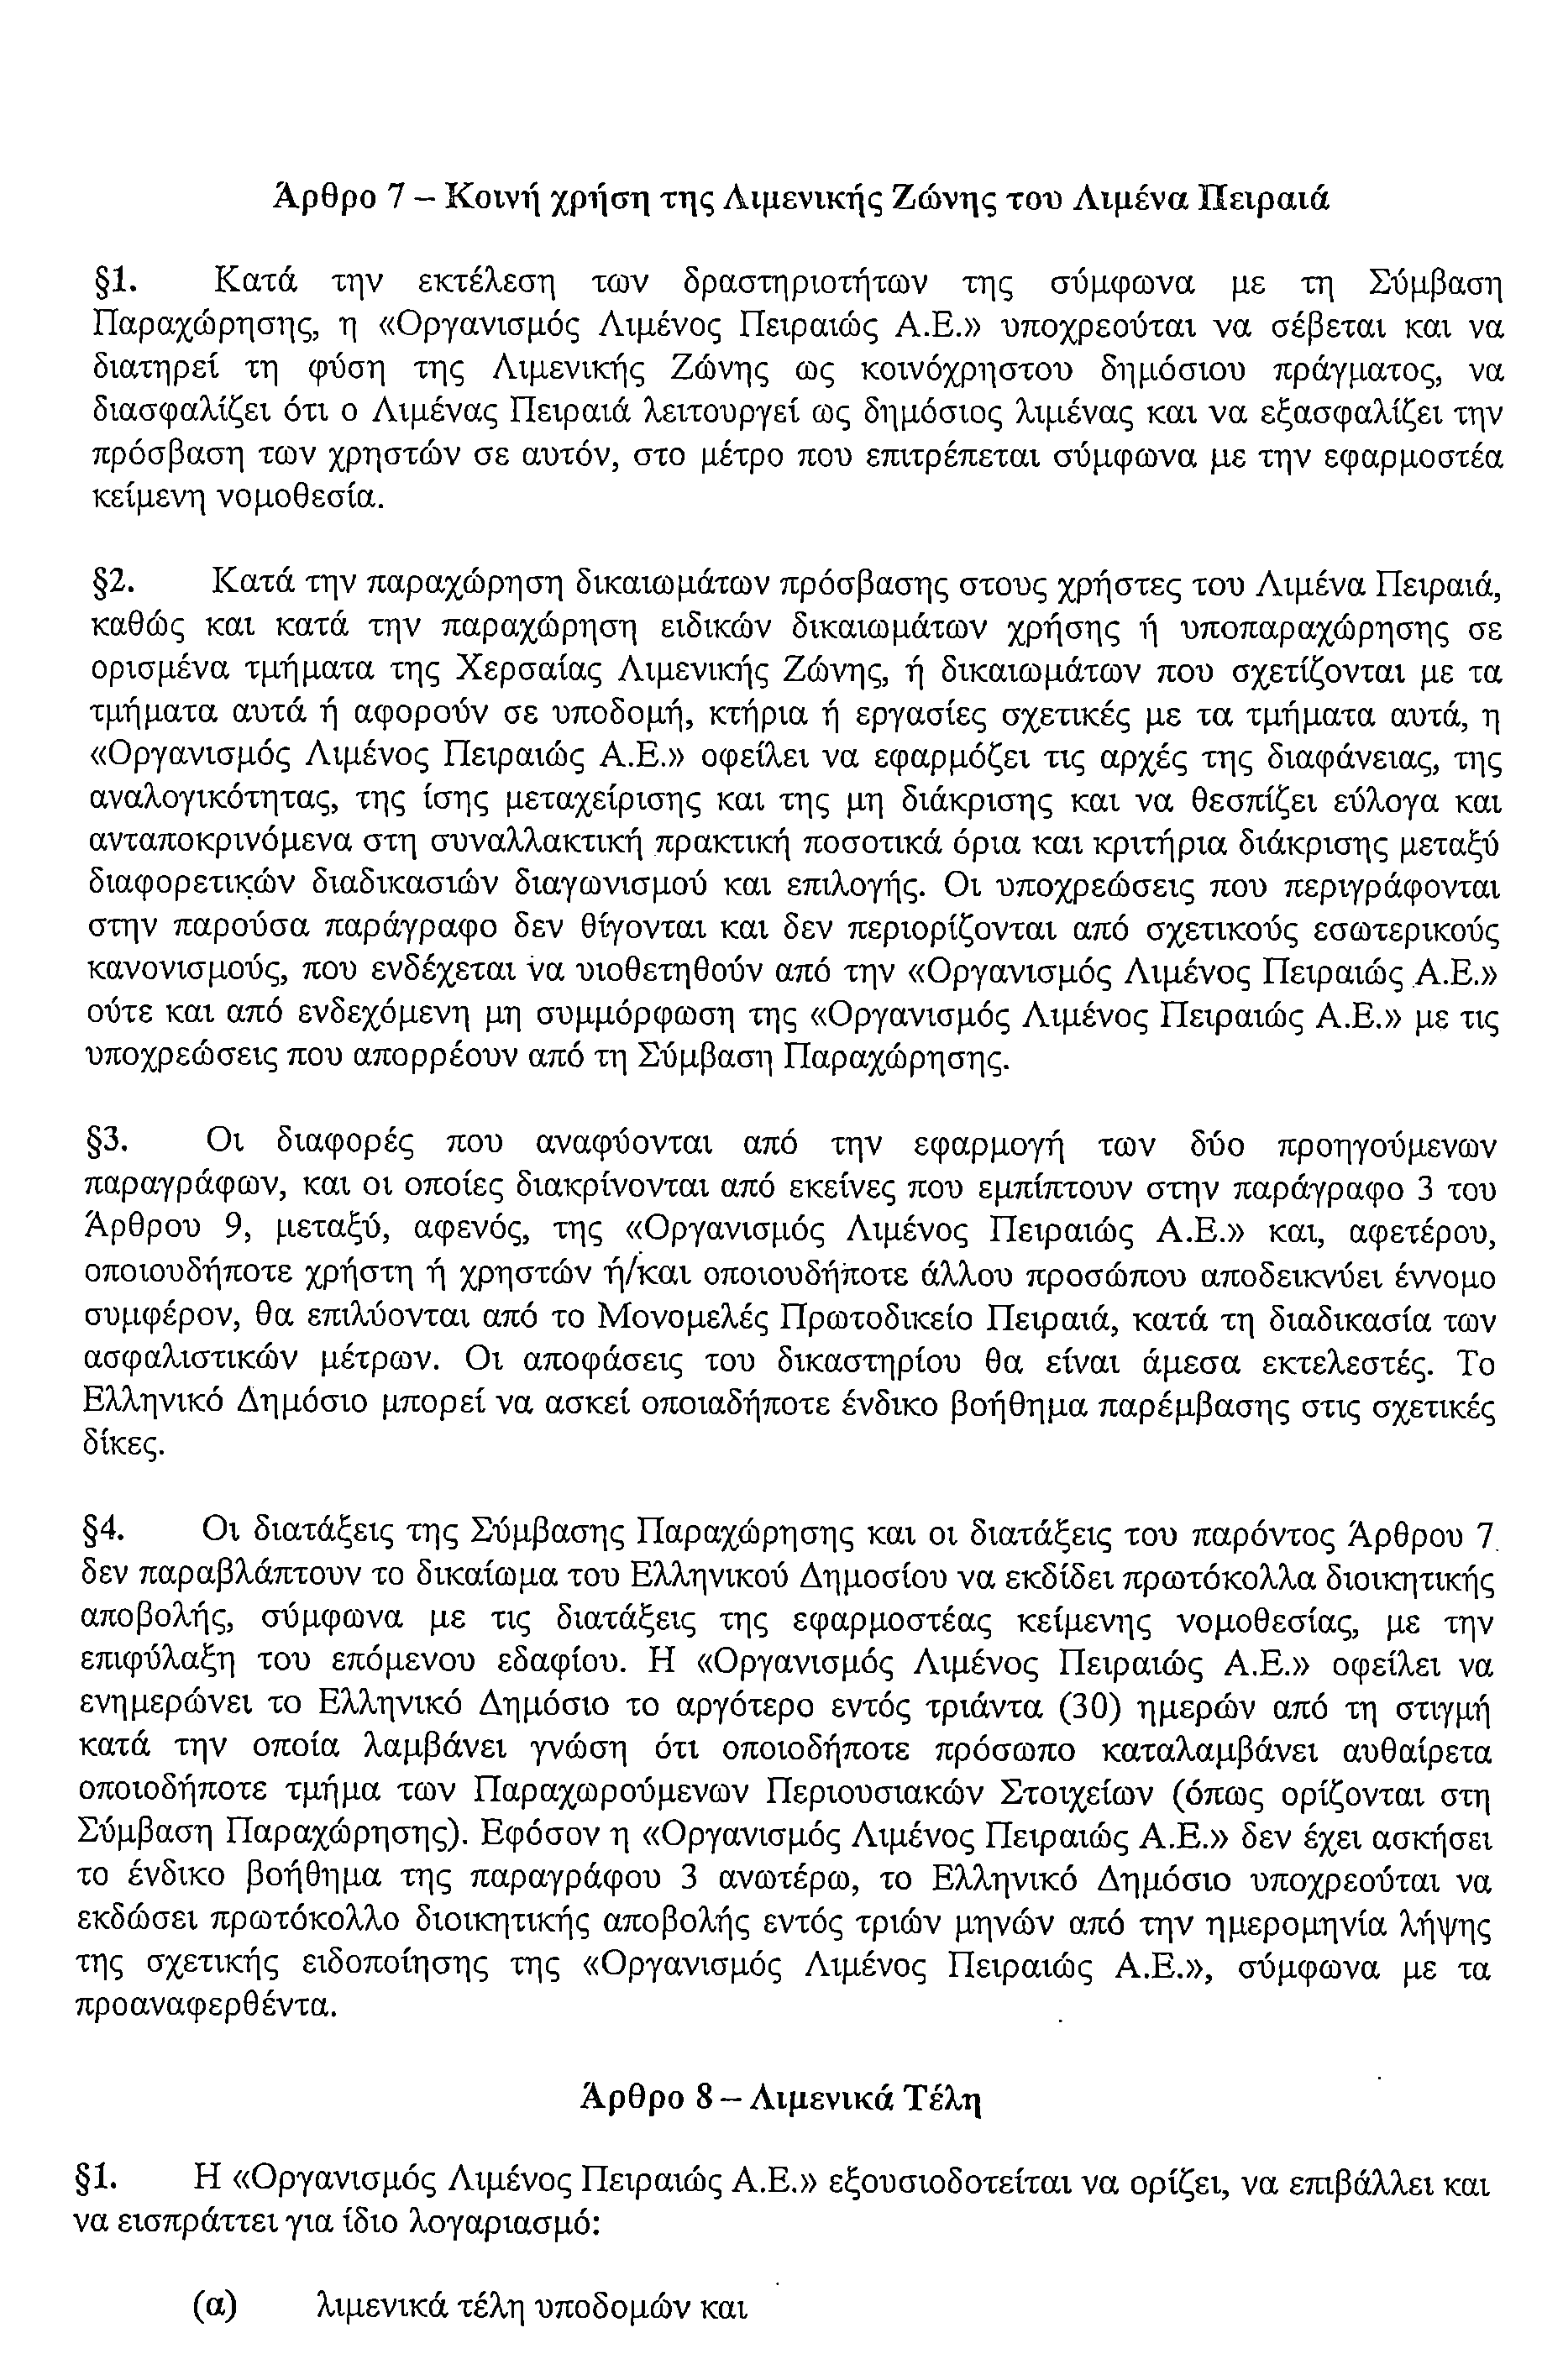 Άρθρο 7 – Κοινή χρήση της Λιμενικής Ζώνης του Λιμένα Πειραιά
§1. Κατά την εκτέλεση των δραστηριοτήτων της σύμφωνα με τη Σύμβαση
Παραχώρησης, η «Οργανισμός Λιμένος Πειραιώς Α.Ε.» υποχρεούται να σέβεται και να
διατηρεί τη φύση της Λιμενικής Ζώνης ως κοινόχρηστου δημόσιου πράγματος, να
διασφαλίζει ότι ο Λιμένας Πειραιά λειτουργεί ως δημόσιος λιμένας και να εξασφαλίζει την
πρόσβαση των χρηστών σε αυτόν, στο μέτρο που επιτρέπεται σύμφωνα με την εφαρμοστέα
κείμενη νομοθεσία.
§2. Κατά την παραχώρηση δικαιωμάτων πρόσβασης στους χρήστες του Λιμένα Πειραιά,
καθώς και κατά την παραχώρηση ειδικών δικαιωμάτων χρήσης ή υποπαραχώρησης σε
ορισμένα τμήματα της Χερσαίας Λιμενικής Ζώνης, ή δικαιωμάτων που σχετίζονται με τα
τμήματα αυτά ή αφορούν σε υποδομή, κτήρια ή εργασίες σχετικές με τα τμήματα αυτά, η
«Οργανισμός Λιμένος Πειραιώς Α.Ε.» οφείλει να εφαρμόζει τις αρχές της διαφάνειας, της
αναλογικότητας, της ίσης μεταχείρισης και της μη διάκρισης και να θεσπίζει εύλογα και
ανταποκρινόμενα στη συναλλακτική πρακτική ποσοτικά όρια και κριτήρια διάκρισης μεταξύ
διαφορετικών διαδικασιών διαγωνισμού και επιλογής. Οι υποχρεώσεις που περιγράφονται
στην παρούσα παράγραφο δεν θίγονται και δεν περιορίζονται από σχετικούς εσωτερικούς
κανονισμούς, που ενδέχεται να υιοθετηθούν από την «Οργανισμός Λιμένος Πειραιώς Α.Ε.»
ούτε και από ενδεχόμενη μη συμμόρφωση της «Οργανισμός Λιμένος Πειραιώς Α.Ε.» με τις
υποχρεώσεις που απορρέουν από τη Σύμβαση Παραχώρησης.
§3. Οι διαφορές που αναφύονται από την εφαρμογή των δύο προηγούμενων
παραγράφων, και οι οποίες διακρίνονται από εκείνες που εμπίπτουν στην παράγραφο 3 του
Άρθρου 9, μεταξύ, αφενός, της «Οργανισμός Λιμένος Πειραιώς Α.Ε.» και, αφετέρου,
οποιουδήποτε χρήστη ή χρηστών ή/και οποιουδήποτε άλλου προσώπου αποδεικνύει έννομο
συμφέρον, θα επιλύονται από το Μονομελές Πρωτοδικείο Πειραιά, κατά τη διαδικασία των
ασφαλιστικών μέτρων. Οι αποφάσεις του δικαστηρίου θα είναι άμεσα εκτελεστές. Το
Ελληνικό Δημόσιο μπορεί να ασκεί οποιαδήποτε ένδικο βοήθημα παρέμβασης στις σχετικές
δίκες.
§4. Οι διατάξεις της Σύμβασης Παραχώρησης και οι διατάξεις του παρόντος Άρθρου 7
δεν παραβλάπτουν το δικαίωμα του Ελληνικού Δημοσίου να εκδίδει πρωτόκολλα διοικητικής
αποβολής, σύμφωνα με τις διατάξεις της εφαρμοστέας κείμενης νομοθεσίας, με την
επιφύλαξη του επόμενου εδαφίου. Η «Οργανισμός Λιμένος Πειραιώς Α.Ε.» οφείλει να
ενημερώνει το Ελληνικό Δημόσιο το αργότερο εντός τριάντα (30) ημερών από τη στιγμή
κατά την οποία λαμβάνει γνώση ότι οποιοδήποτε πρόσωπο καταλαμβάνει αυθαίρετα
οποιοδήποτε τμήμα των Παραχωρούμενων Περιουσιακών Στοιχείων (όπως ορίζονται στη
Σύμβαση Παραχώρησης). Εφόσον η «Οργανισμός Λιμένος Πειραιώς Α.Ε.» δεν έχει ασκήσει
το ένδικο βοήθημα της παραγράφου 3 ανωτέρω, το Ελληνικό Δημόσιο υποχρεούται να
εκδώσει πρωτόκολλο διοικητικής αποβολής εντός τριών μηνών από την ημερομηνία λήψης
της σχετικής ειδοποίησης της «Οργανισμός Λιμένος Πειραιώς Α.Ε.», σύμφωνα με τα
προαναφερθέντα.
Άρθρο 8 – Λιμενικά Τέλη
§1. Η «Οργανισμός Λιμένος Πειραιώς Α.Ε.» εξουσιοδοτείται να ορίζει, να επιβάλλει και
να εισπράττει για ίδιο λογαριασμό:
(α) λιμενικά τέλη υποδομών και